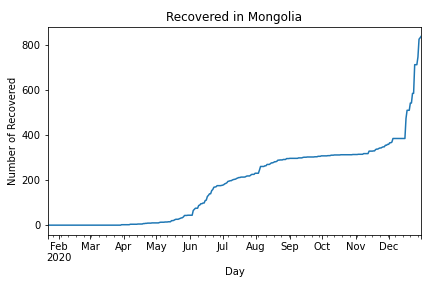 Recovered in Mongolia
Number of Recovered
800
600
400
200
0
Feb Mar Apr May Jun Jul Aug Sep Oct Nov Dec
2020
Day